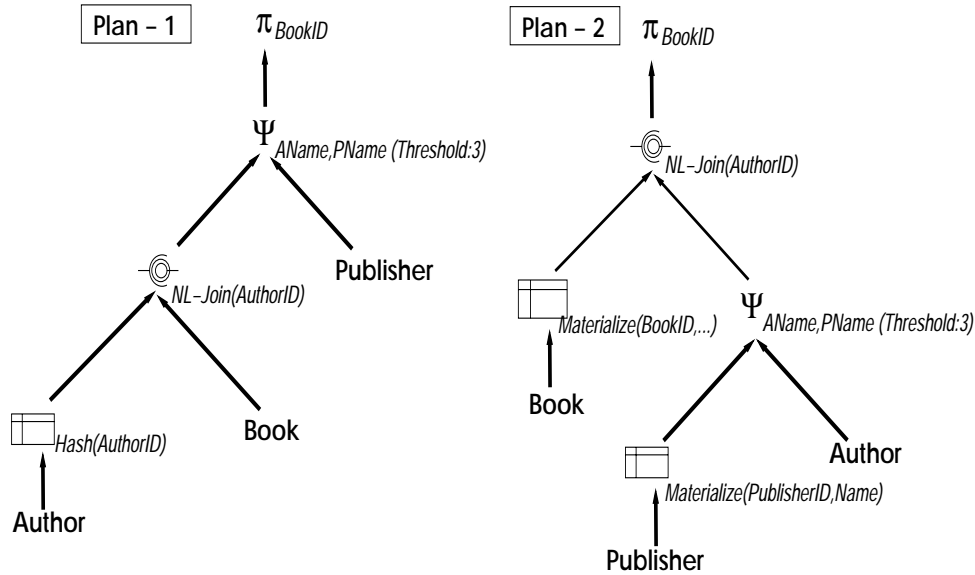 Plan – 1
π BookID
Ψ AName,PName (Threshold:3)
Publisher
NL–Join(AuthorID)
Hash(AuthorID)
Book
Author
Plan – 2
π BookID
NL–Join(AuthorID)
Materialize(BookID,...)
Ψ AName,PName (Threshold:3)
Book
Author
Materialize(PublisherID,Name)
Publisher